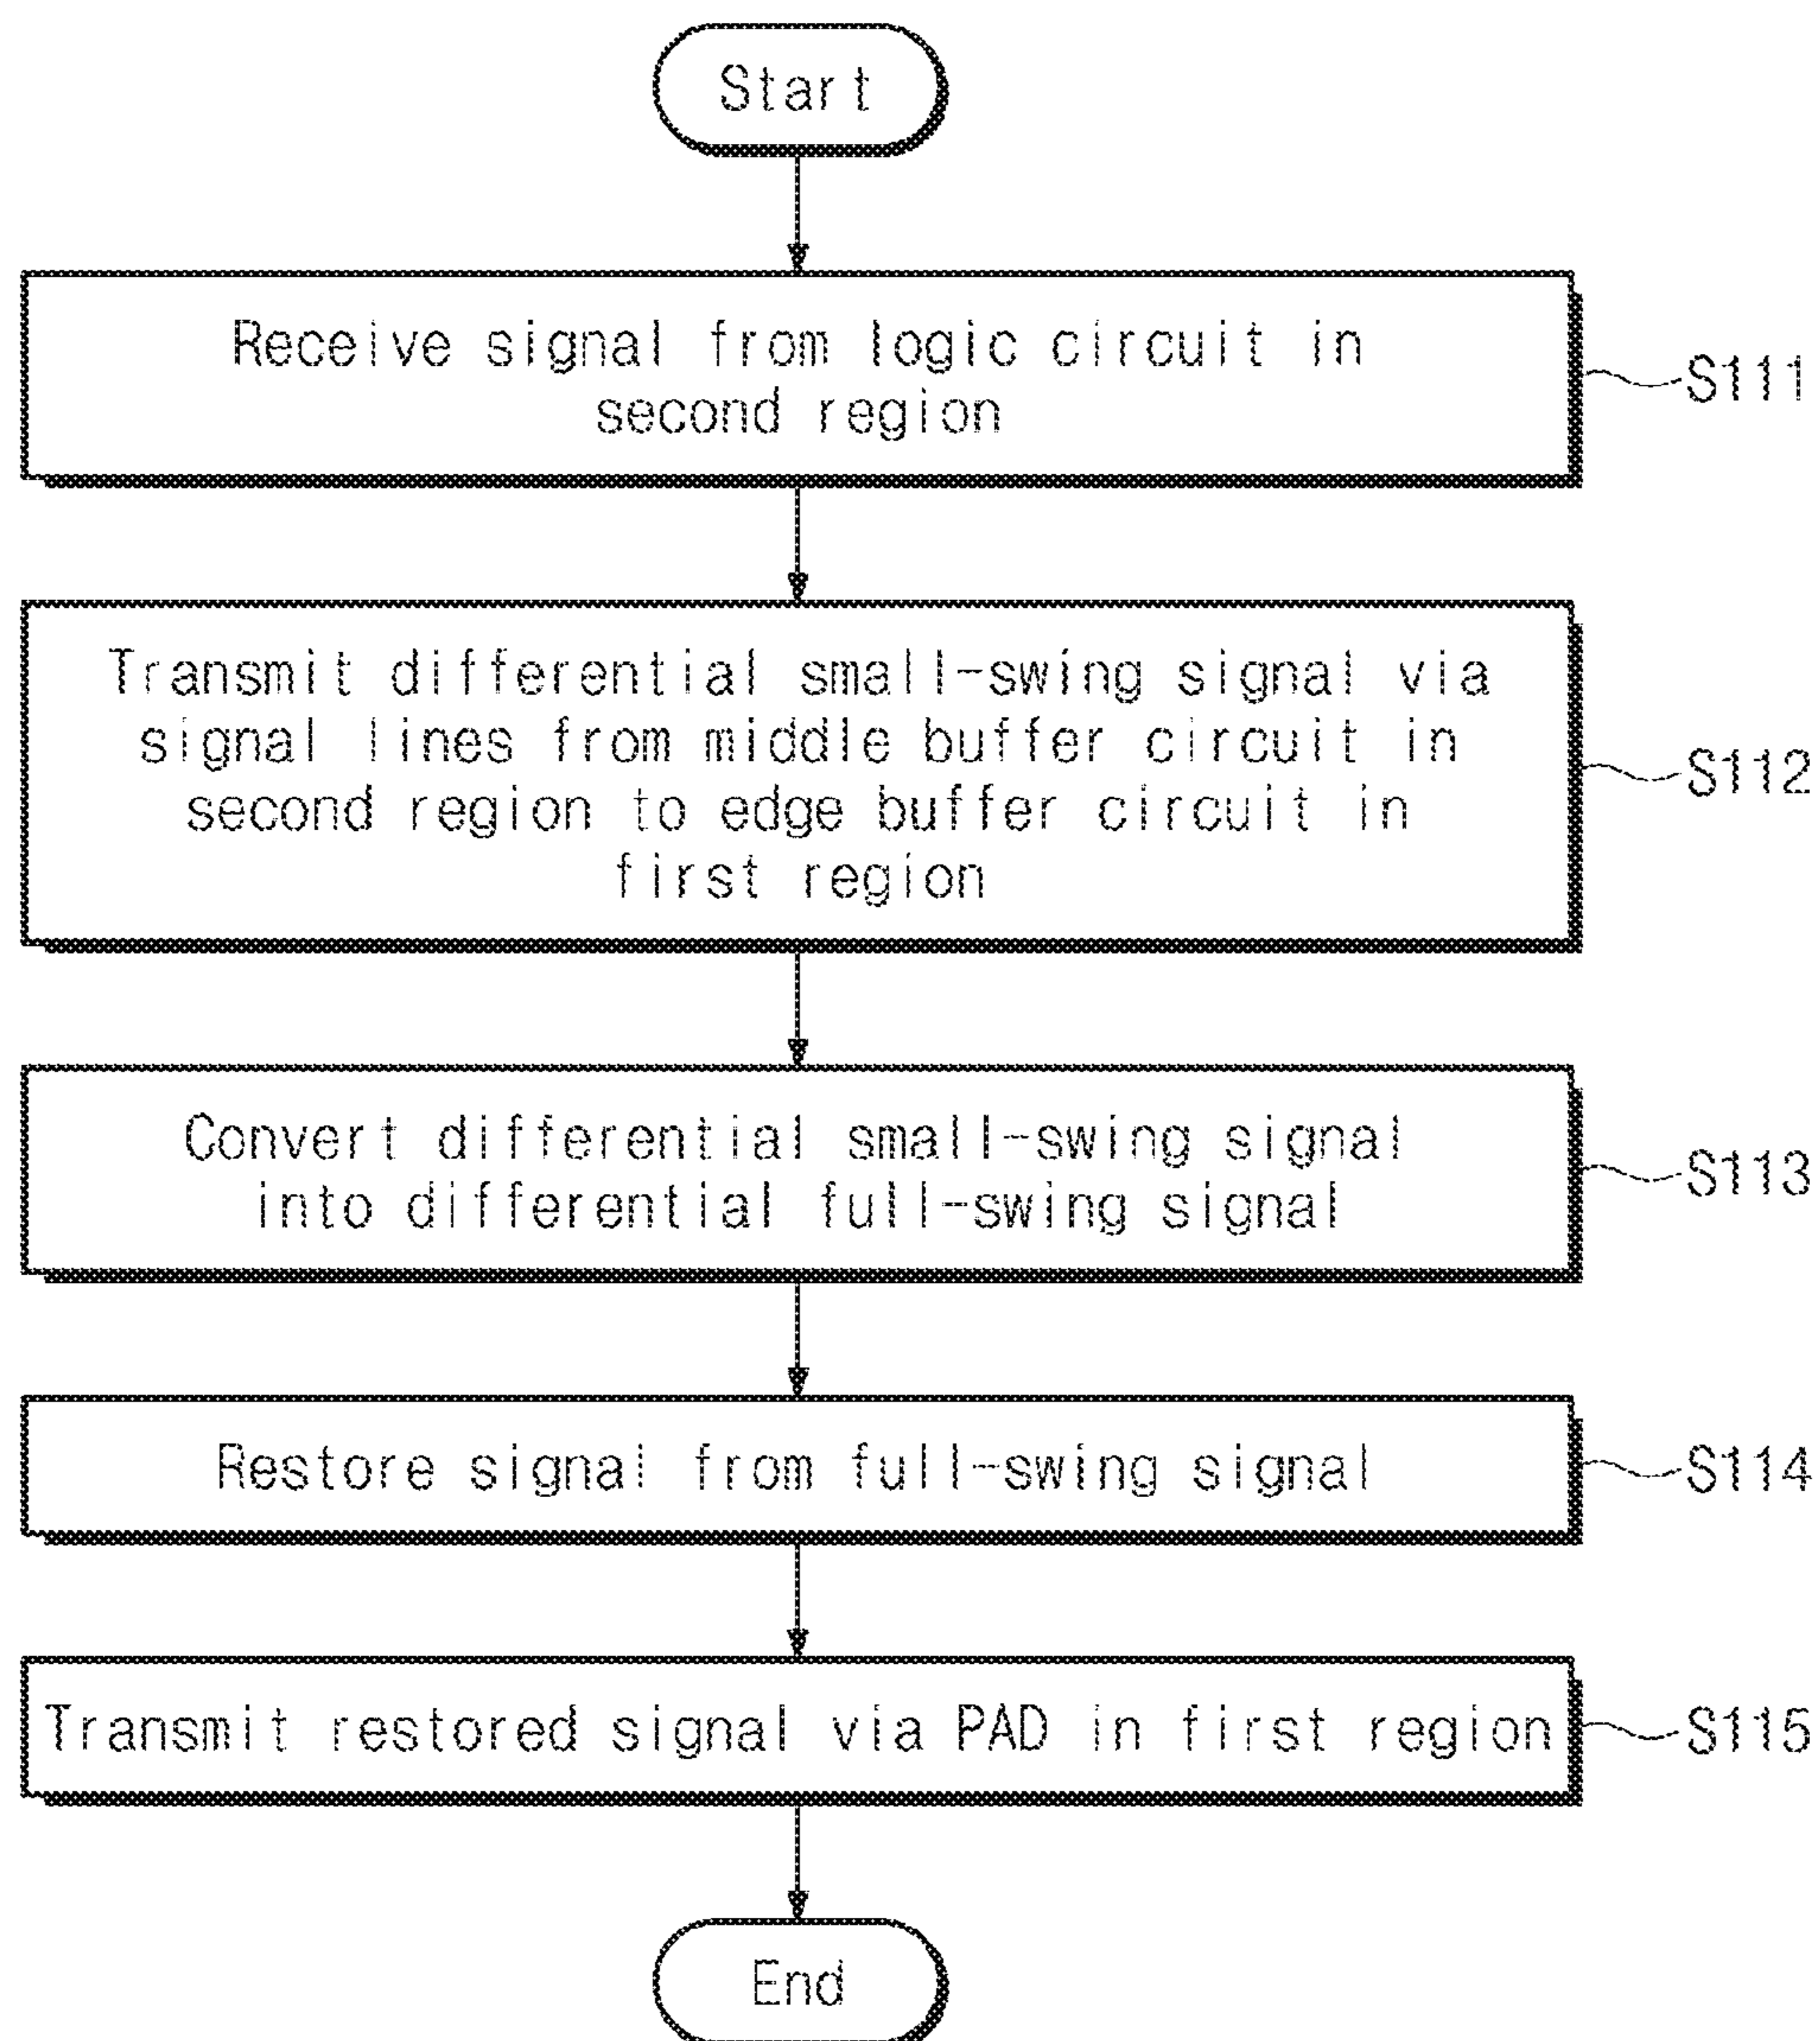 Start
Receive signal from logic circuit in
second region
S111
Transmit differential small-swing signal via
signal lines from middle buffer circuit in
second region to edge buffer circuit in
first region
S112
Convert differential small-swing signal
into differential full-swing signal
S113
Restore signal from full-swing signal
S114
Transmit restored signal via PAD in first region
S115
End